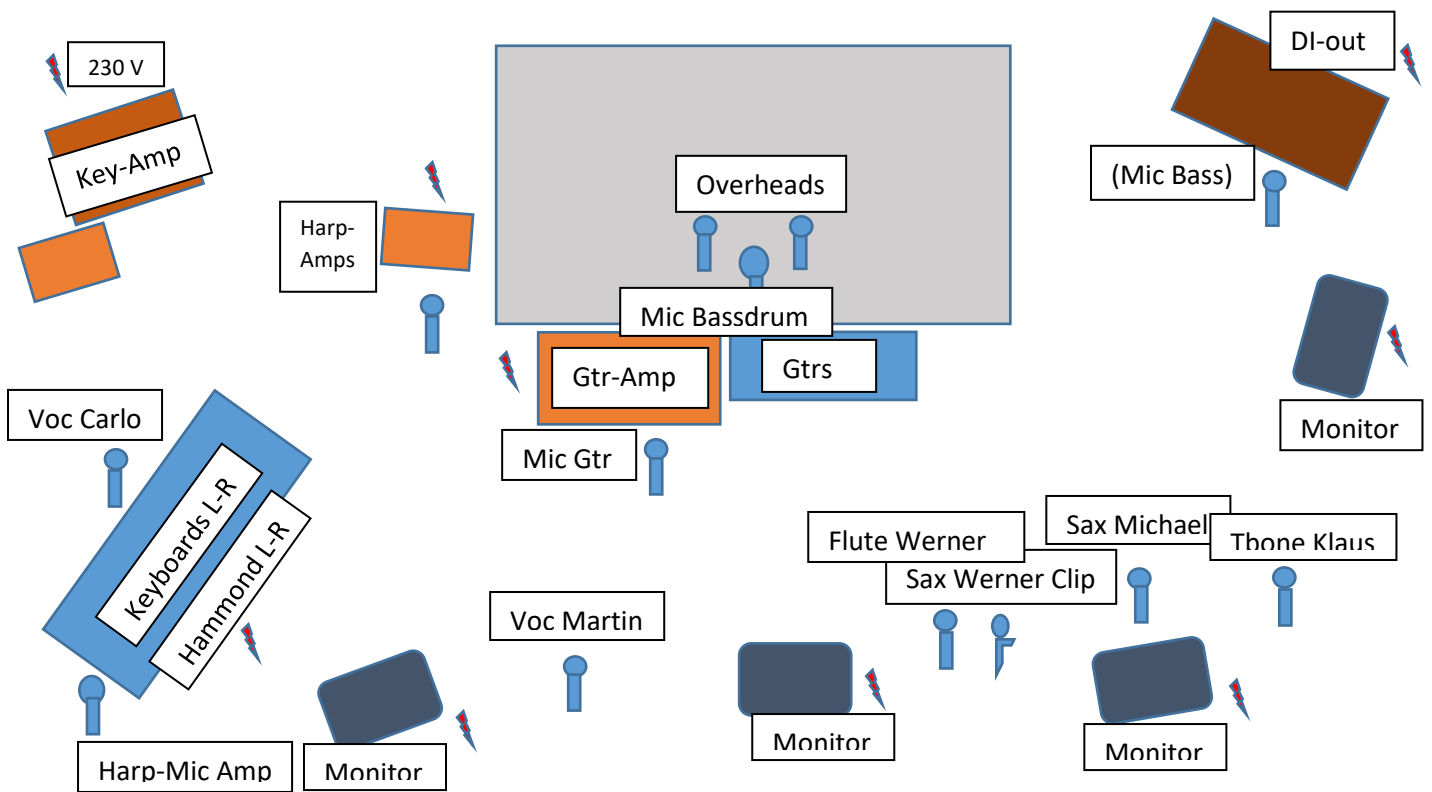 230 V
DI-out
Key-Amp
(Mic Bass)
Overheads
Harp-
Amps
Mic Bassdrum
Gtr-Amp
Gtrs
Voc Carlo
Monitor
Mic Gtr
Keyboards L-R
Hammond L-R
Sax Michael
Flute Werner
Tbone Klaus
Sax Werner Clip
Voc Martin
Monitor
Monitor
Harp-Mic Amp
Monitor